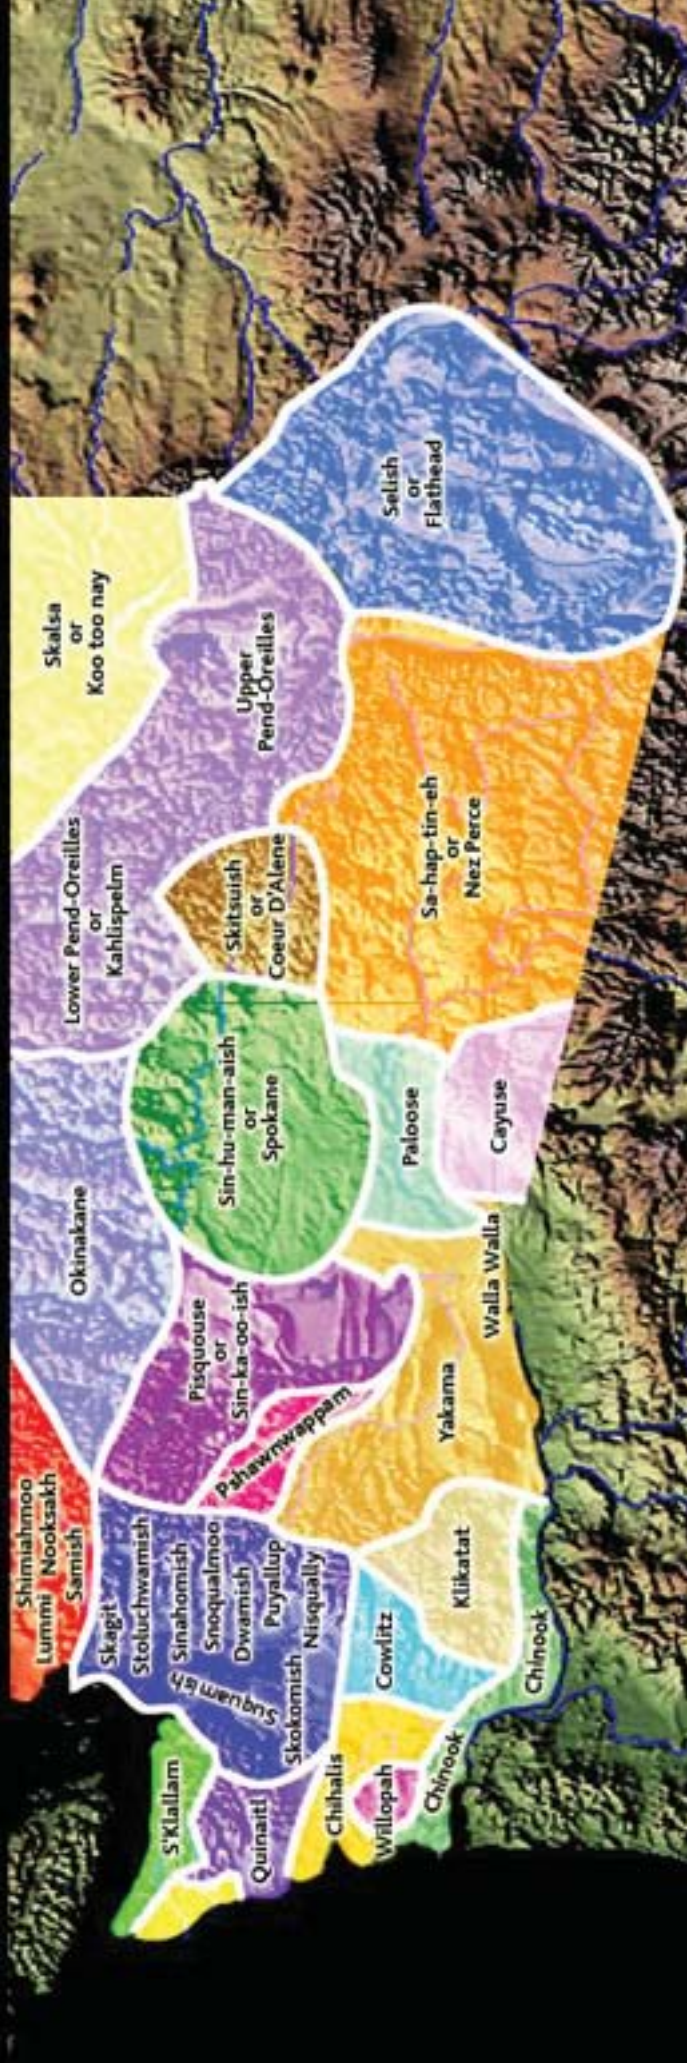 Shimiahmoo
Lummi Nooksakh
Samish
Okinakane
Lower Pend-Oreilles
or
Kahlispelm
Skalsa
or
Koo too nay
Skagit
Stoluchwamish
Sinahomish
Snoqualmoo
Dwamish
Puyallup
Nisqually
Suquamish
Skokomish
S'Klallam
Quinaitl
Pisquouse
or
Sin-ka-oo-ish
Pshawnwappam
Sin-hu-man-aish
or
Spokane
Skitsuish
or
Coeur D'Alene
Upper
Pend-Oreilles
Selish
or
Flathead
Chihalis
Willopah
Cowlitz
Chinook
Chinook
Klikatat
Yakama
Walla Walla
Paloose
Cayuse
Sa-hap-tin-eh
or
Nez Perce